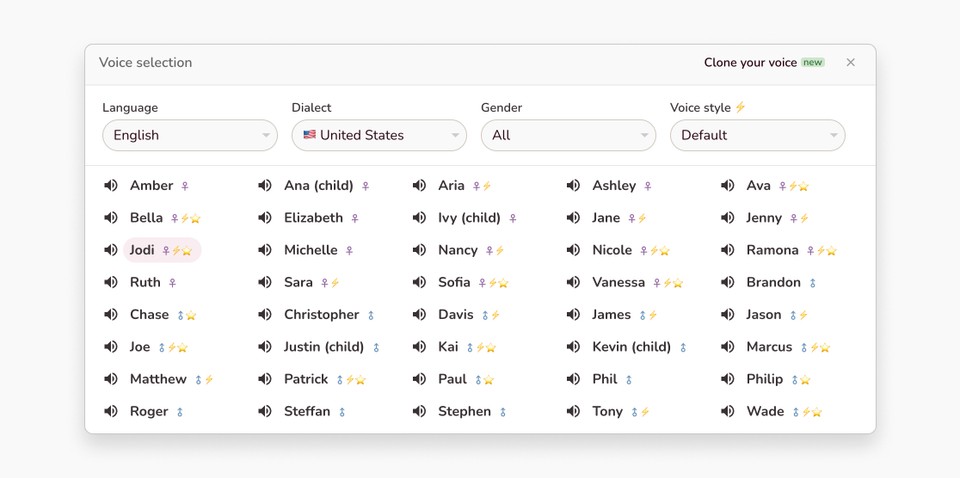 Voice selection Clone your voice new ×
Language Dialect Gender Voice style ⚡
English 🇺🇸 United States All Default
Amber ♀ Ana (child) ♀ Aria ♀⚡ Ashley ♀ Ava ♀⚡⭐
Bella ♀⚡⭐ Elizabeth ♀ Ivy (child) ♀ Jane ♀⚡ Jenny ♀⚡
Jodi ♀⚡⭐ Michelle ♀ Nancy ♀⚡ Nicole ♀⚡⭐ Ramona ♀⚡⭐
Ruth ♀ Sara ♀⚡ Sofia ♀⚡⭐ Vanessa ♀⚡⭐ Brandon ⚦
Chase ⚦⭐ Christopher ⚦ Davis ⚦⚡ James ⚦⚡ Jason ⚦⚡
Joe ⚦⚡⭐ Justin (child) ⚦ Kai ⚦⚡⭐ Kevin (child) ⚦ Marcus ⚦⚡⭐
Matthew ⚦⚡ Patrick ⚦⚡⭐ Paul ⚦⭐ Phil ⚦ Philip ⚦⭐
Roger ⚦ Steffan ⚦ Stephen ⚦ Tony ⚦⚡ Wade ⚦⚡⭐